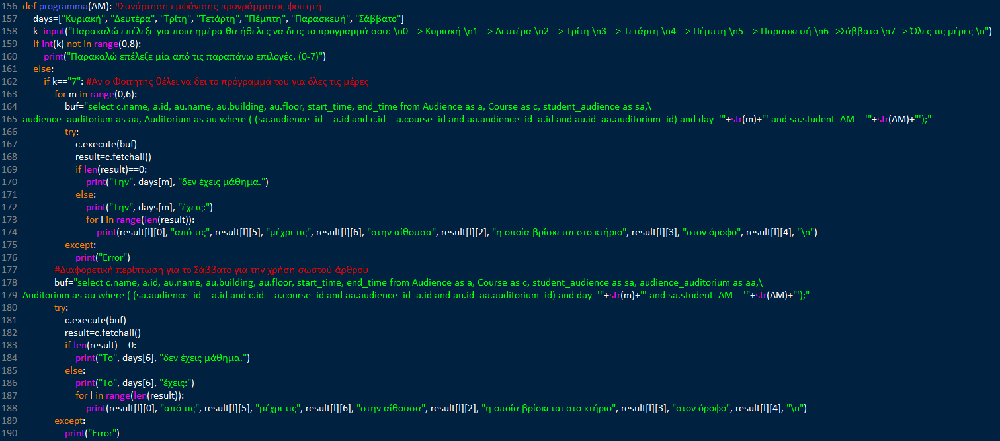 156 def programma(AM): #Συνάρτηση εμφάνισης προγράμματος φοιτητή
157 days=["Κυριακή", "Δευτέρα", "Τρίτη", "Τετάρτη", "Πέμπτη", "Παρασκευή", "Σάββατο"]
158 k=input("Παρακαλώ επέλεξε για ποια ημέρα θα ήθελες να δεις το προγραμμά σου: \n0 --> Κυριακή \n1 --> Δευτέρα \n2 --> Τρίτη \n3 --> Τετάρτη \n4 --> Πέμπτη \n5 --> Παρασκευή \n6-->Σάββατο \n7--> Όλες τις μέρες \n")
159 if int(k) not in range(0,8):
160 print("Παρακαλώ επέλεξε μία από τις παραπάνω επιλογές. (0-7)")
161 else:
162 if k=="7": #Αν ο Φοιτητής θέλει να δει το πρόγραμμά του για όλες τις μέρες
163 for m in range(0,6):
164 buf="select c.name, a.id, au.name, au.building, au.floor, start_time, end_time from Audience as a, Course as c, student_audience as sa,\
165 audience_auditorium as aa, Auditorium as au where ( (sa.audience_id = a.id and c.id = a.course_id and aa.audience_id=a.id and au.id=aa.auditorium_id) and day='"+str(m)+"' and sa.student_AM = '"+str(AM)+"');"
166 try:
167 c.execute(buf)
168 result=c.fetchall()
169 if len(result)==0:
170 print("Την", days[m], "δεν έχεις μάθημα.")
171 else:
172 print("Την", days[m], "έχεις:")
173 for l in range(len(result)):
174 print(result[l][0], "από τις", result[l][5], "μέχρι τις", result[l][6], "στην αίθουσα", result[l][2], "η οποία βρίσκεται στο κτήριο", result[l][3], "στον όροφο", result[l][4], "\n")
175 except:
176 print("Error")
177 #Διαφορετική περίπτωση για το Σάββατο για την χρήση σωστού άρθρου
178 buf="select c.name, a.id, au.name, au.building, au.floor, start_time, end_time from Audience as a, Course as c, student_audience as sa, audience_auditorium as aa,\
179 Auditorium as au where ( (sa.audience_id = a.id and c.id = a.course_id and aa.audience_id=a.id and au.id=aa.auditorium_id) and day='"+str(m)+"' and sa.student_AM = '"+str(AM)+"');"
180 try:
181 c.execute(buf)
182 result=c.fetchall()
183 if len(result)==0:
184 print("Το", days[6], "δεν έχεις μάθημα.")
185 else:
186 print("Το", days[6], "έχεις:")
187 for l in range(len(result)):
188 print(result[l][0], "από τις", result[l][5], "μέχρι τις", result[l][6], "στην αίθουσα", result[l][2], "η οποία βρίσκεται στο κτήριο", result[l][3], "στον όροφο", result[l][4], "\n")
189 except:
190 print("Error")